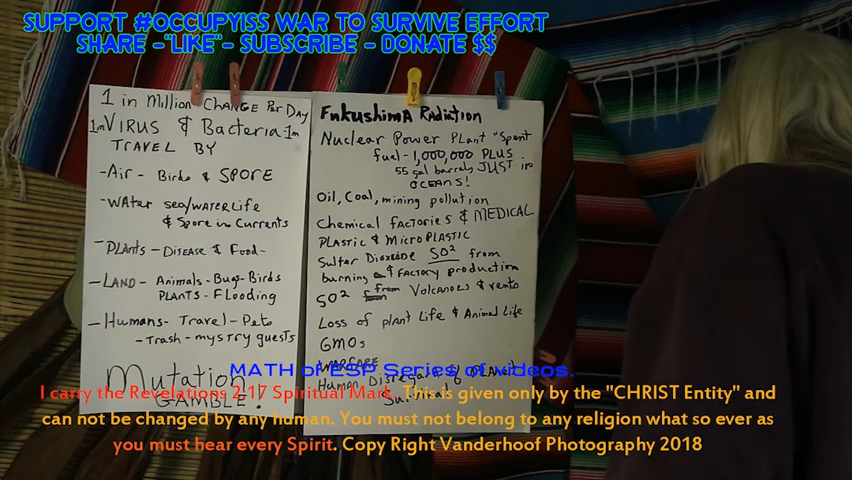 SUPPORT #OCCUPYISS WAR TO SURVIVE EFFORT
SHARE -"LIKE"- SUBSCRIBE - DONATE $$
1 in Million CHANGE Per Day
1m VIRUS & Bacteria-1m
TRAVEL BY
-Air - Birds & SPORE
-WAter sea/WATER LIFE
& Spore in Currents
-PLAnts - DISEASE & Food-
-LAND - Animals-Bugs-Birds
PLANTS - Flooding
-Humans- Travel-Pets
-Trash-mystry guests
Mutation
GAMBLE!
Fukushima Radiation
Nuclear Power Plant "Spent
fuel-1,000,000 PLUS
55 gal barrels JUST in
OCEANS!
Oil, Coal, mining pollution
Chemical factories & MEDICAL
PLASTIC & MicroPLASTIC
Sulfer Dioxede SO² from
burning & FACTORY production
SO² from Volcanoes & vents
Loss of plant Life & Animal Life
GMOs
WARFARE
Human
MATH of ESP Series of videos.
I carry the Revelations 2:17 Spiritual Mark. This is given only by the "CHRIST Entity" and
can not be changed by any human. You must not belong to any religion what so ever as
you must hear every Spirit. Copy Right Vanderhoof Photography 2018